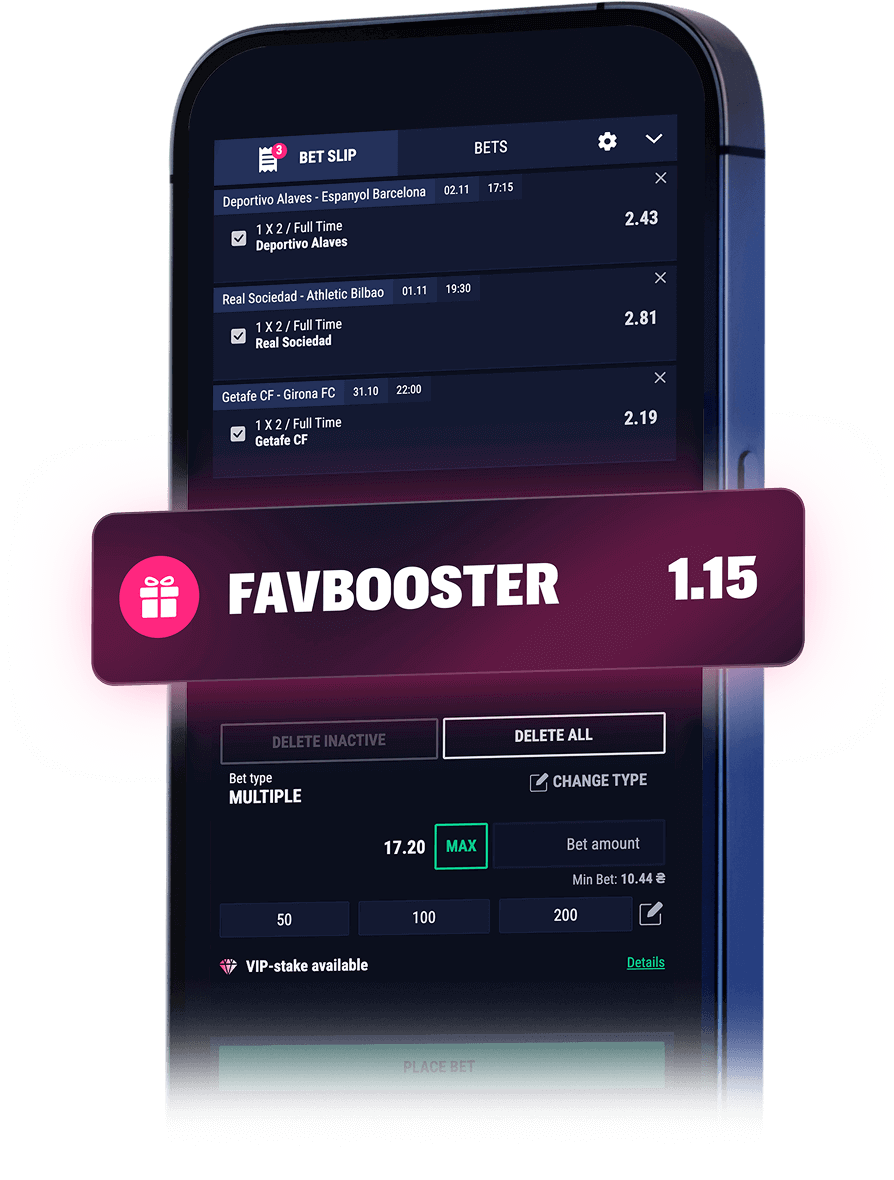 3 BET SLIP BETS
Deportivo Alaves - Espanyol Barcelona 02.11 17:15
1 X 2 / Full Time
Deportivo Alaves
2.43
Real Sociedad - Athletic Bilbao 01.11 19:30
1 X 2 / Full Time
Real Sociedad
2.81
Getafe CF - Girona FC 31.10 22:00
1 X 2 / Full Time
Getafe CF
2.19
FAVBOOSTER 1.15
DELETE INACTIVE DELETE ALL
Bet type
MULTIPLE
CHANGE TYPE
17.20 MAX Bet amount
Min Bet: 10.44 ₴
50 100 200
VIP-stake available Details
PLACE BET